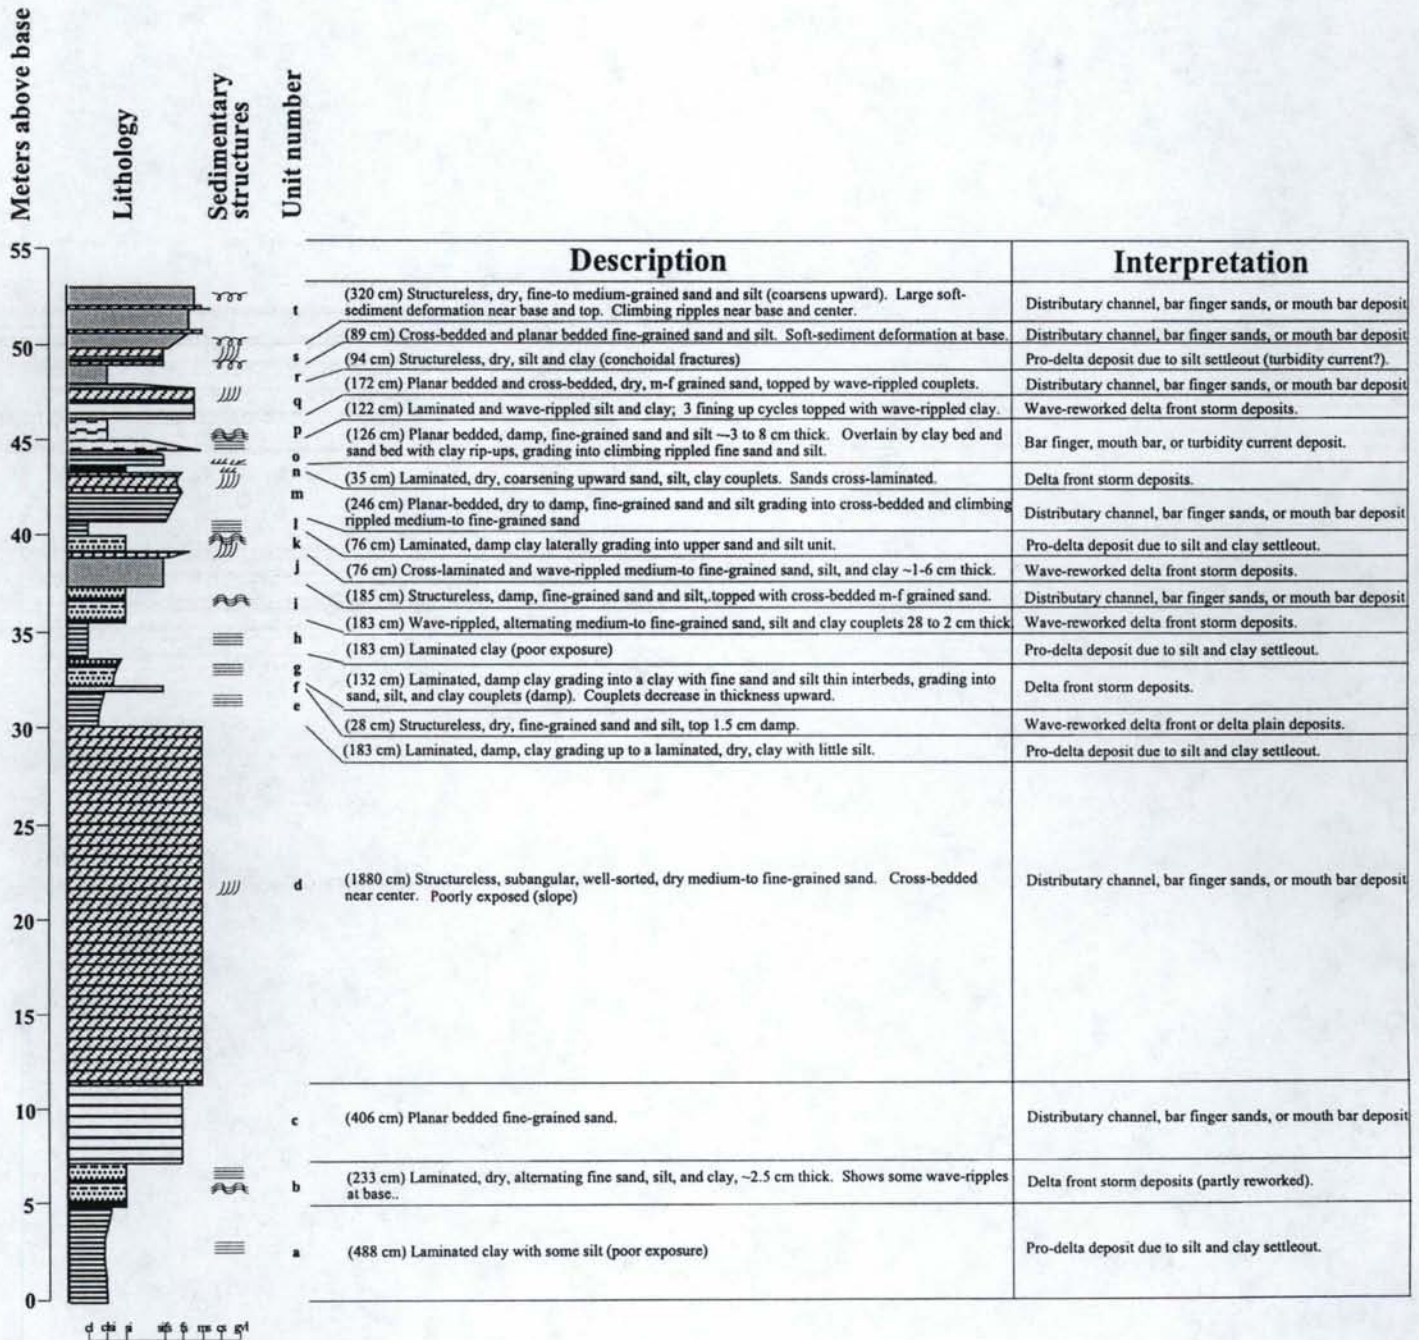 Meters above base
Lithology
Sedimentary
structures
Unit number
Description
Interpretation
55
50
45
40
35
30
25
20
15
10
5
0
t
(320 cm) Structureless, dry, fine-to medium-grained sand and silt (coarsens upward). Large soft-
sediment deformation near base and top. Climbing ripples near base and center.
Distributary channel, bar finger sands, or mouth bar deposit
s
(89 cm) Cross-bedded and planar bedded fine-grained sand and silt. Soft-sediment deformation at base.
Distributary channel, bar finger sands, or mouth bar deposit
r
(94 cm) Structureless, dry, silt and clay (conchoidal fractures)
Pro-delta deposit due to silt settleout (turbidity current?).
q
(172 cm) Planar bedded and cross-bedded, dry, m-f grained sand, topped by wave-rippled couplets.
Distributary channel, bar finger sands, or mouth bar deposit
p
(122 cm) Laminated and wave-rippled silt and clay; 3 fining up cycles topped with wave-rippled clay.
Wave-reworked delta front storm deposits.
o
(126 cm) Planar bedded, damp, fine-grained sand and silt ~3 to 8 cm thick. Overlain by clay bed and
sand bed with clay rip-ups, grading into climbing rippled fine sand and silt.
Bar finger, mouth bar, or turbidity current deposit.
n
(35 cm) Laminated, dry, coarsening upward sand, silt, clay couplets. Sands cross-laminated.
Delta front storm deposits.
m
(246 cm) Planar-bedded, dry to damp, fine-grained sand and silt grading into cross-bedded and climbing
rippled medium-to fine-grained sand
Distributary channel, bar finger sands, or mouth bar deposit
l
(76 cm) Laminated, damp clay laterally grading into upper sand and silt unit.
Pro-delta deposit due to silt and clay settleout.
k
(76 cm) Cross-laminated and wave-rippled medium-to fine-grained sand, silt, and clay ~1-6 cm thick.
Wave-reworked delta front storm deposits.
j
(185 cm) Structureless, damp, fine-grained sand and silt, topped with cross-bedded m-f grained sand.
Distributary channel, bar finger sands, or mouth bar deposit
i
(183 cm) Wave-rippled, alternating medium-to fine-grained sand, silt and clay couplets 28 to 2 cm thick.
Wave-reworked delta front storm deposits.
h
(183 cm) Laminated clay (poor exposure)
Pro-delta deposit due to silt and clay settleout.
g
(132 cm) Laminated, damp clay grading into a clay with fine sand and silt thin interbeds, grading into
sand, silt, and clay couplets (damp). Couplets decrease in thickness upward.
Delta front storm deposits.
f
(28 cm) Structureless, dry, fine-grained sand and silt, top 1.5 cm damp.
Wave-reworked delta front or delta plain deposits.
e
(183 cm) Laminated, damp, clay grading up to a laminated, dry, clay with little silt.
Pro-delta deposit due to silt and clay settleout.
d
(1880 cm) Structureless, subangular, well-sorted, dry medium-to fine-grained sand. Cross-bedded
near center. Poorly exposed (slope)
Distributary channel, bar finger sands, or mouth bar deposit
c
(406 cm) Planar bedded fine-grained sand.
Distributary channel, bar finger sands, or mouth bar deposit
b
(233 cm) Laminated, dry, alternating fine sand, silt, and clay, ~2.5 cm thick. Shows some wave-ripples
at base..
Delta front storm deposits (partly reworked).
a
(488 cm) Laminated clay with some silt (poor exposure)
Pro-delta deposit due to silt and clay settleout.
cl si fs ms cs gvl